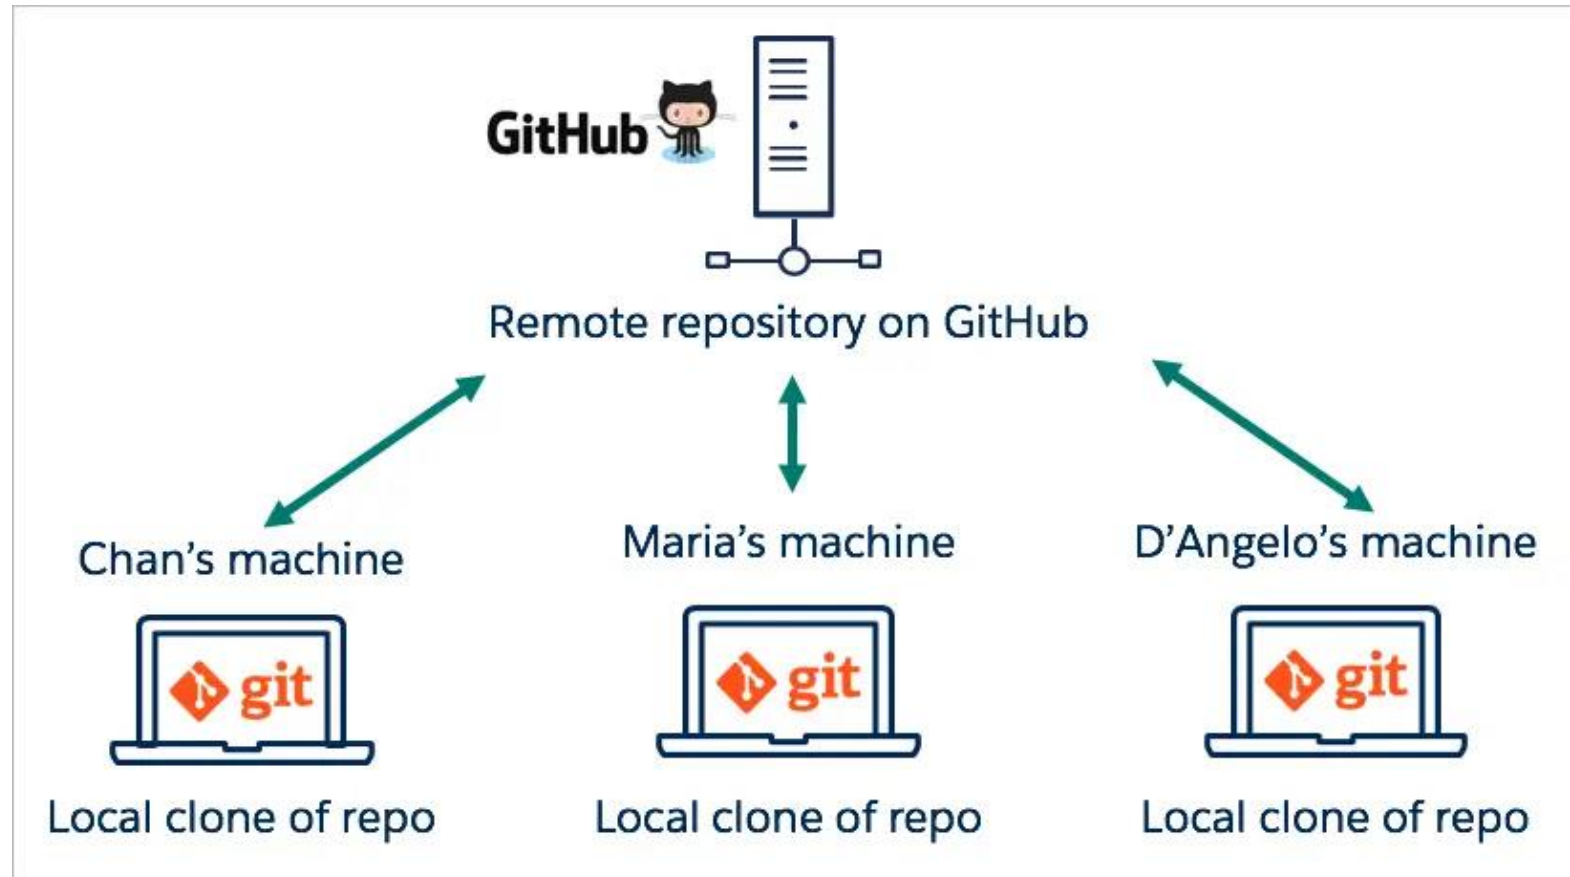 GitHub
Remote repository on GitHub
Chan’s machine
Maria’s machine
D’Angelo’s machine
git
git
git
Local clone of repo
Local clone of repo
Local clone of repo